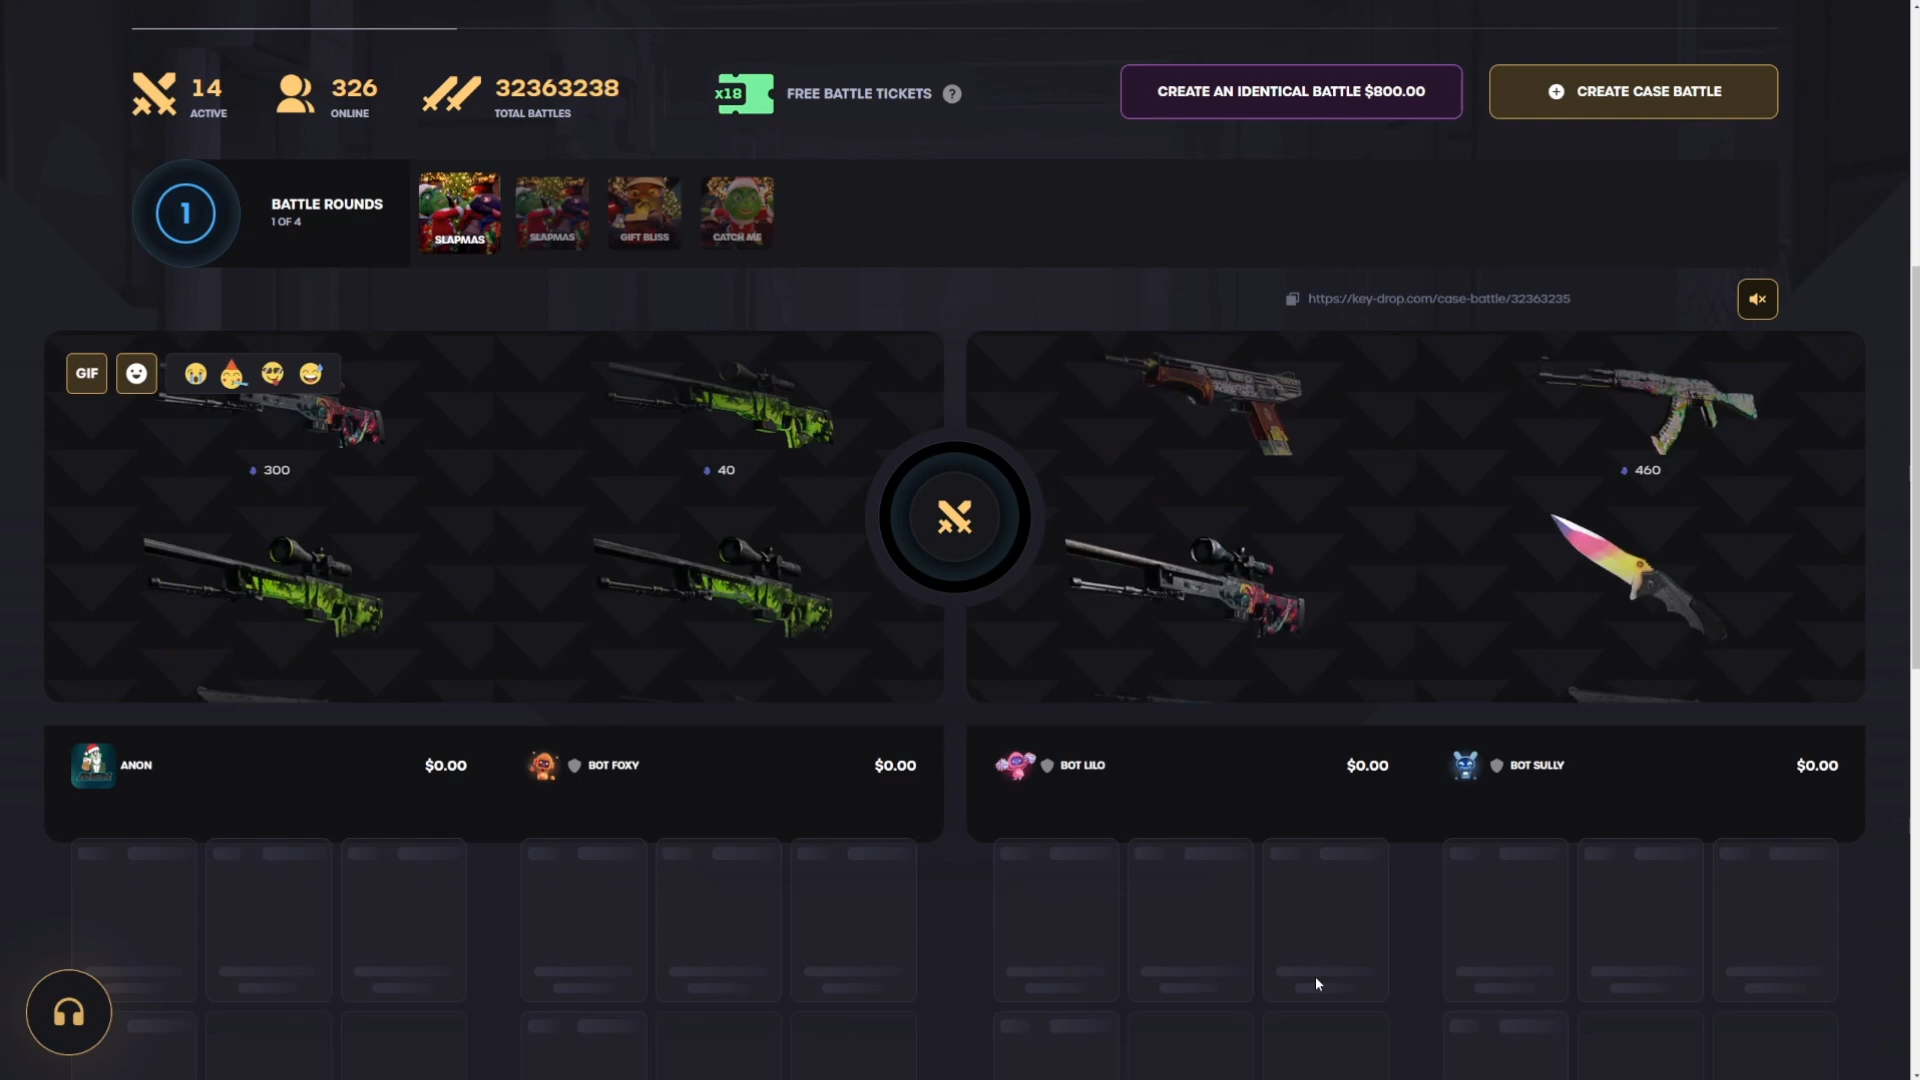 14
ACTIVE
326
ONLINE
32363238
TOTAL BATTLES
x18
FREE BATTLE TICKETS ?
CREATE AN IDENTICAL BATTLE $800.00
CREATE CASE BATTLE
1
BATTLE ROUNDS
1 OF 4
SLAPMAS
SLAPMAS
GIFT BLISS
CATCH ME
https://key-drop.com/case-battle/32363235
GIF
300
40
460
ANON
$0.00
BOT FOXY
$0.00
BOT LILO
$0.00
BOT SULLY
$0.00